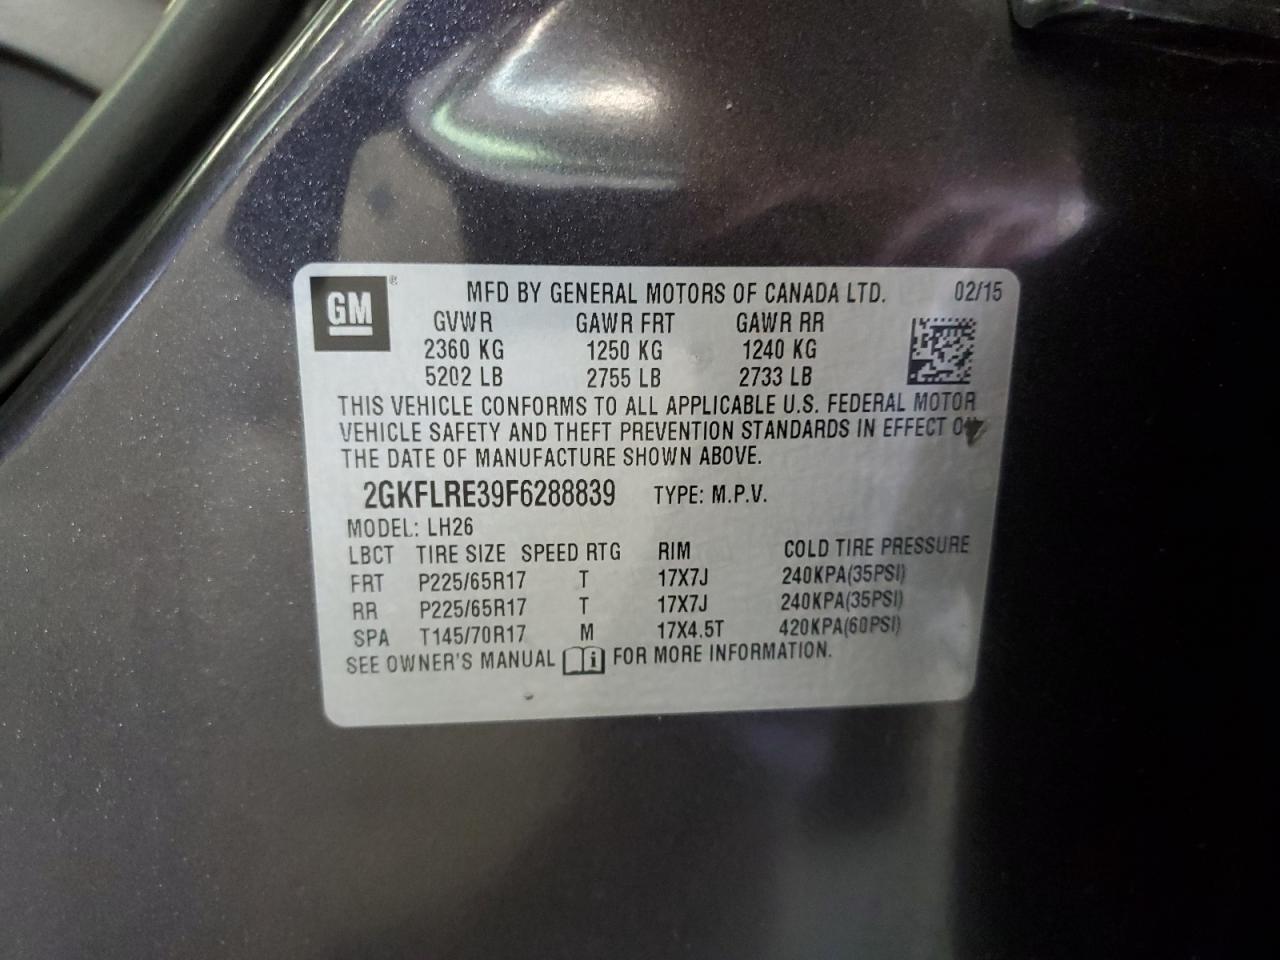 GM ® MFD BY GENERAL MOTORS OF CANADA LTD. 02/15
GVWR GAWR FRT GAWR RR
2360 KG 1250 KG 1240 KG
5202 LB 2755 LB 2733 LB
THIS VEHICLE CONFORMS TO ALL APPLICABLE U.S. FEDERAL MOTOR
VEHICLE SAFETY AND THEFT PREVENTION STANDARDS IN EFFECT ON
THE DATE OF MANUFACTURE SHOWN ABOVE.
2GKFLRE39F6288839 TYPE: M.P.V.
MODEL: LH26
LBCT TIRE SIZE SPEED RTG RIM COLD TIRE PRESSURE
FRT P225/65R17 T 17X7J 240KPA(35PSI)
RR P225/65R17 T 17X7J 240KPA(35PSI)
SPA T145/70R17 M 17X4.5T 420KPA(60PSI)
SEE OWNER'S MANUAL i FOR MORE INFORMATION.